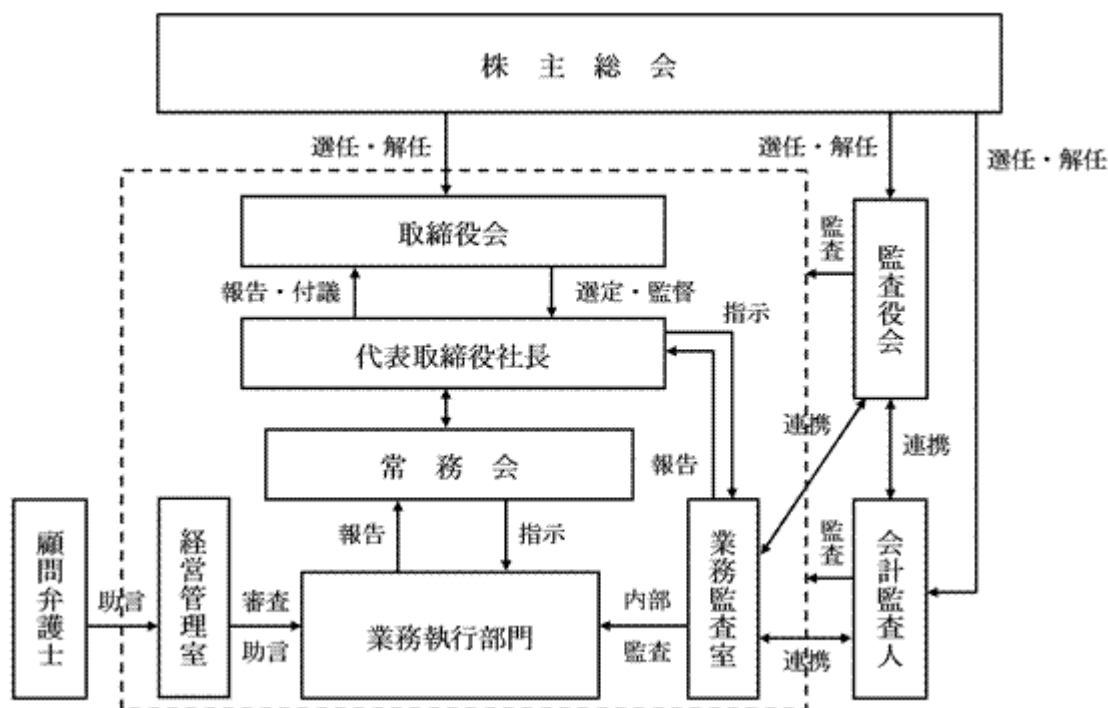 株主総会
選任・解任
選任・解任
選任・解任
取締役会
監査
監査役会
報告・付議
選定・監督
指示
代表取締役社長
連携
連携
常務会
報告
顧問弁護士
経営管理室
報告
指示
業務監査室
監査
会計監査人
助言
審査
助言
業務執行部門
内部
監査
連携